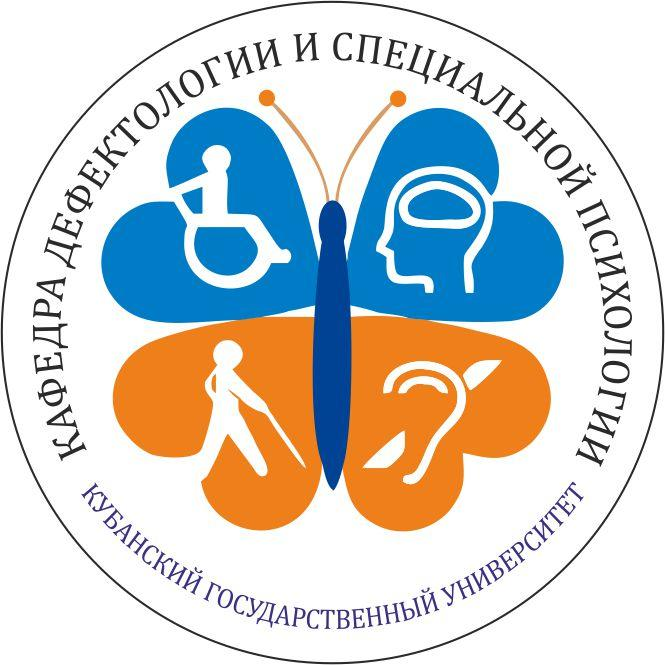 КАФЕДРА ДЕФЕКТОЛОГИИ И СПЕЦИАЛЬНОЙ ПСИХОЛОГИИ
КУБАНСКИЙ ГОСУДАРСТВЕННЫЙ УНИВЕРСИТЕТ